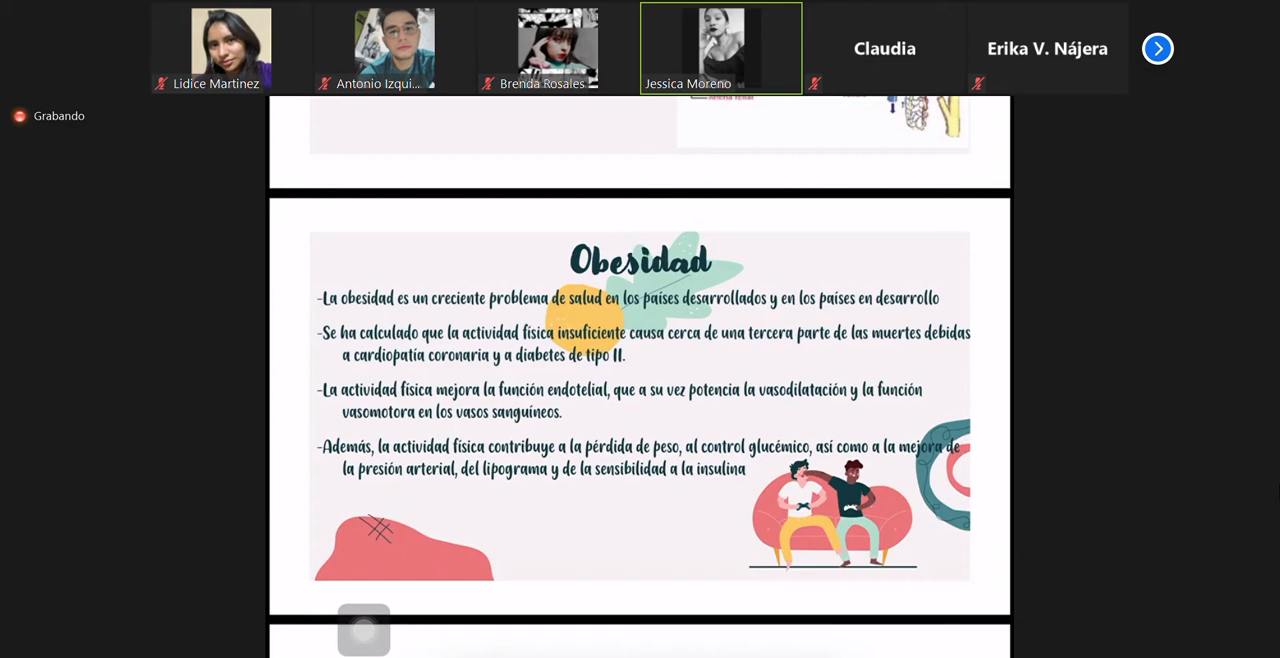 Claudia
Erika V. Nájera
Lidice Martinez
Antonio Izqui...
Brenda Rosales
Jessica Moreno
Grabando
Obesidad
-La obesidad es un creciente problema de salud en los países desarrollados y en los países en desarrollo
-Se ha calculado que la actividad física insuficiente causa cerca de una tercera parte de las muertes debidas
a cardiopatía coronaria y a diabetes de tipo II.
-La actividad física mejora la función endotelial, que a su vez potencia la vasodilatación y la función
vasomotora en los vasos sanguíneos.
-Además, la actividad física contribuye a la pérdida de peso, al control glucémico, así como a la mejora de
la presión arterial, del lipograma y de la sensibilidad a la insulina